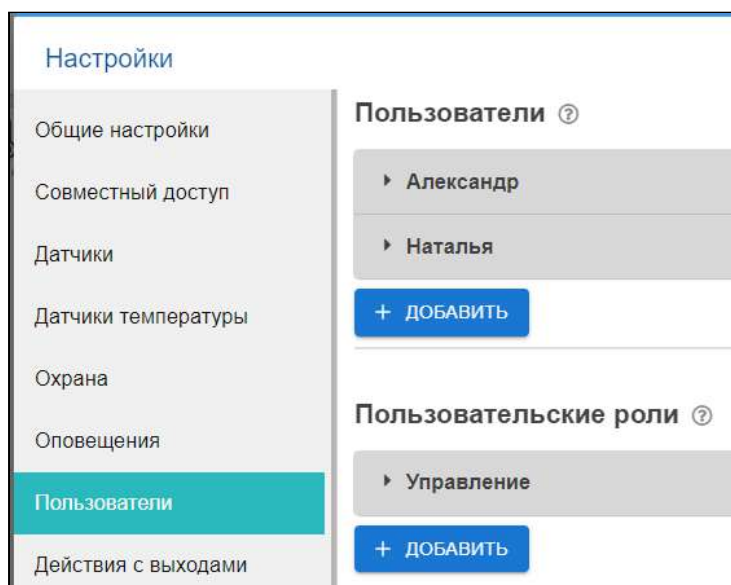 Настройки
Общие настройки
Совместный доступ
Датчики
Датчики температуры
Охрана
Оповещения
Пользователи
Действия с выходами
Пользователи ?
Александр
Наталья
+ ДОБАВИТЬ
Пользовательские роли ?
Управление
+ ДОБАВИТЬ